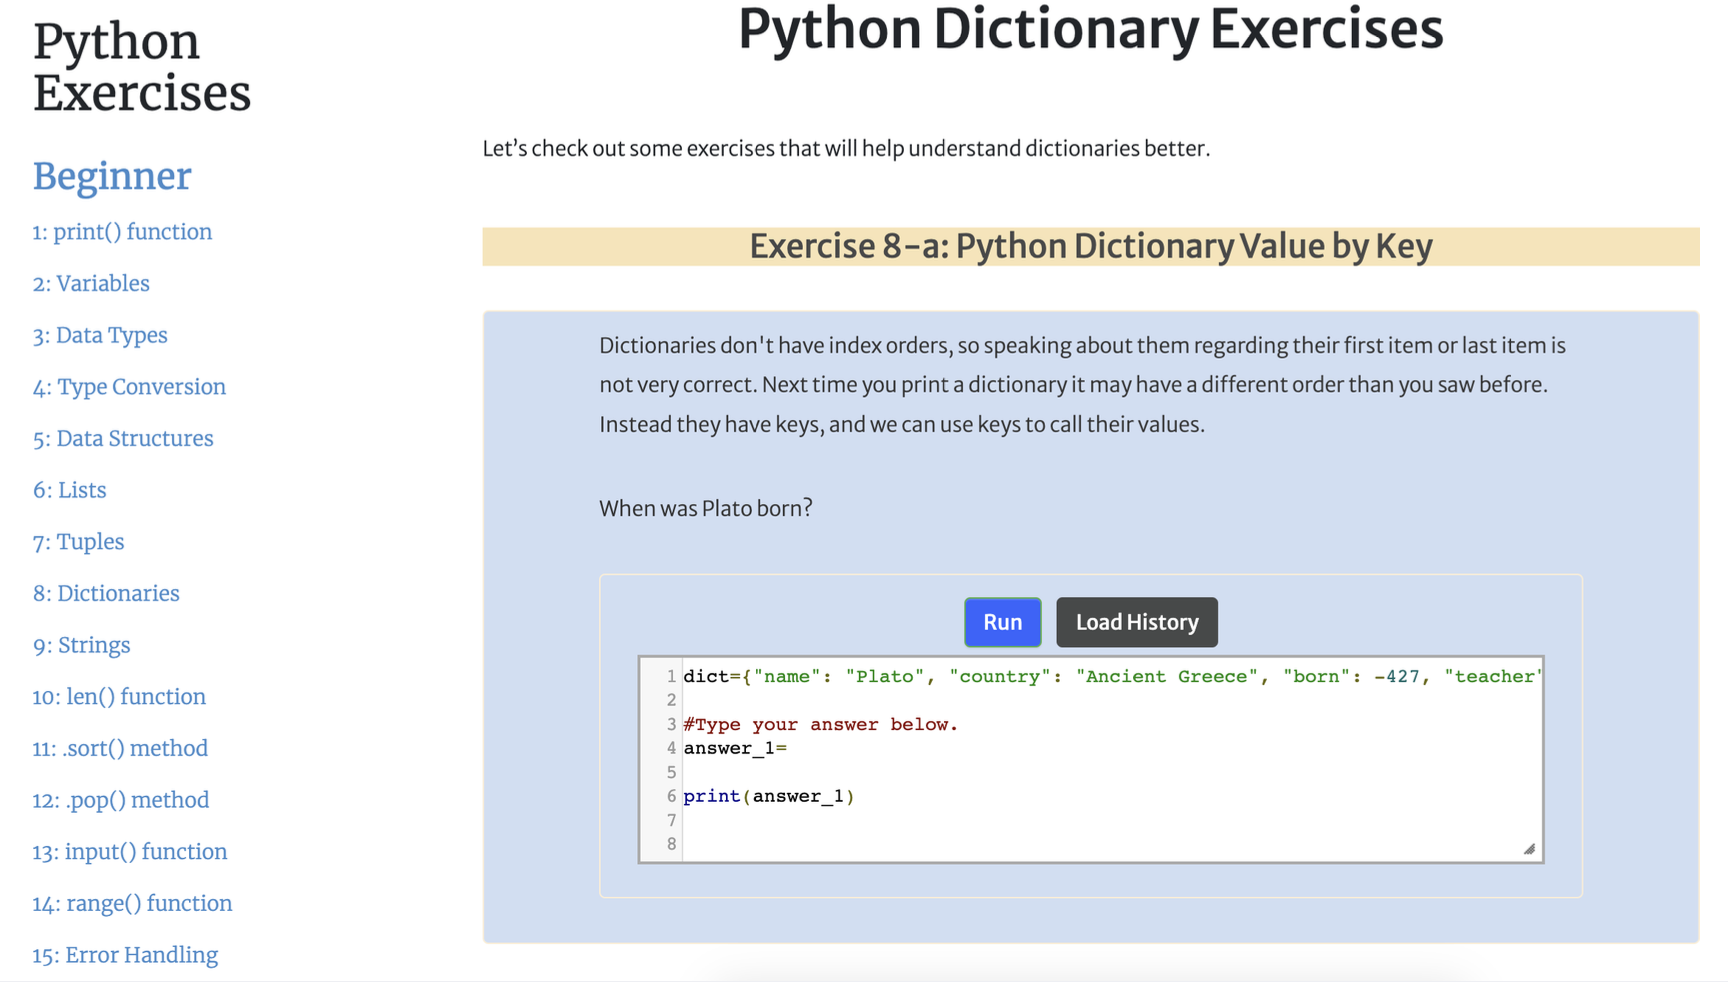 Python
Exercises
Beginner
1: print() function
2: Variables
3: Data Types
4: Type Conversion
5: Data Structures
6: Lists
7: Tuples
8: Dictionaries
9: Strings
10: len() function
11: .sort() method
12: .pop() method
13: input() function
14: range() function
15: Error Handling
Python Dictionary Exercises
Let’s check out some exercises that will help understand dictionaries better.
Exercise 8-a: Python Dictionary Value by Key
Dictionaries don't have index orders, so speaking about them regarding their first item or last item is
not very correct. Next time you print a dictionary it may have a different order than you saw before.
Instead they have keys, and we can use keys to call their values.
When was Plato born?
Run Load History
1 dict={"name": "Plato", "country": "Ancient Greece", "born": -427, "teacher"
2
3 #Type your answer below.
4 answer_1=
5
6 print(answer_1)
7
8